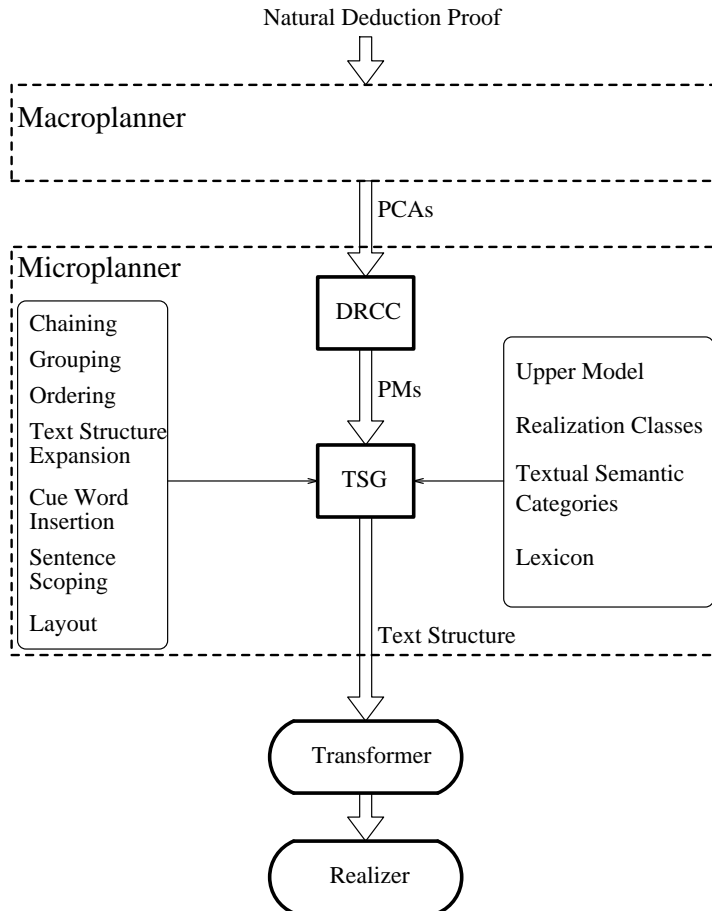 Natural Deduction Proof
Macroplanner
PCAs
Microplanner
DRCC
Chaining
Grouping
Ordering
Text Structure
Expansion
Cue Word
Insertion
Sentence
Scoping
Layout
PMs
TSG
Upper Model
Realization Classes
Textual Semantic
Categories
Lexicon
Text Structure
Transformer
Realizer